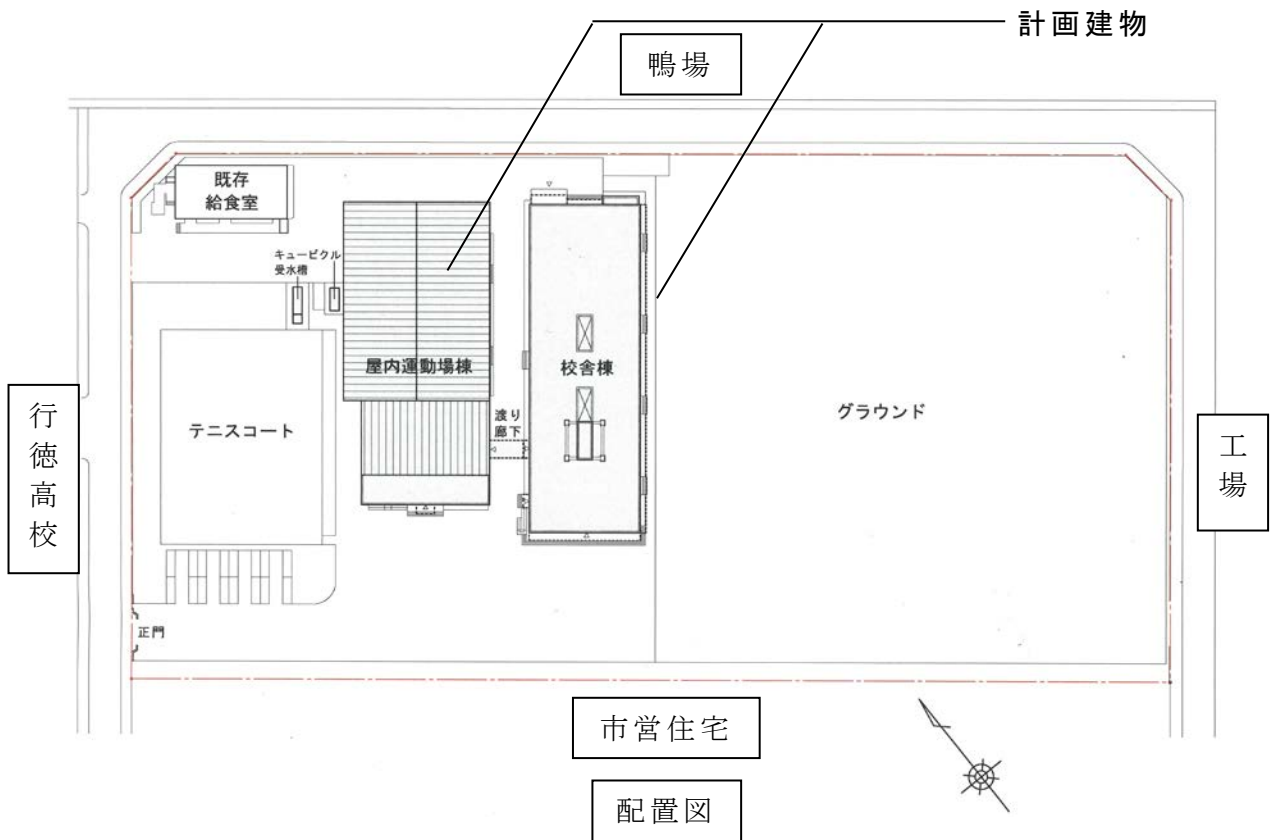 計画建物
鴨場
既存
給食室
キュービクル
受水槽
屋内運動場棟
校舎棟
渡り
廊下
テニスコート
グラウンド
行徳高校
工場
正門
市営住宅
配置図